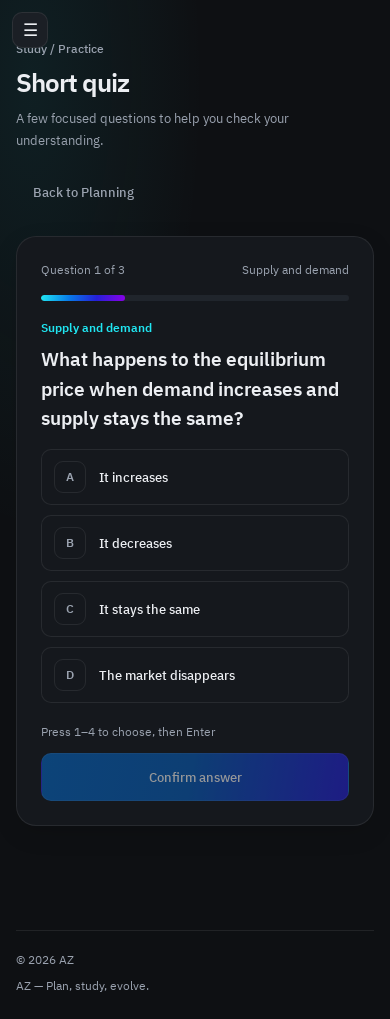 ☰
Study / Practice
Short quiz
A few focused questions to help you check your
understanding.
Back to Planning
Question 1 of 3
Supply and demand
Supply and demand
What happens to the equilibrium
price when demand increases and
supply stays the same?
A It increases
B It decreases
C It stays the same
D The market disappears
Press 1–4 to choose, then Enter
Confirm answer
© 2026 AZ
AZ — Plan, study, evolve.